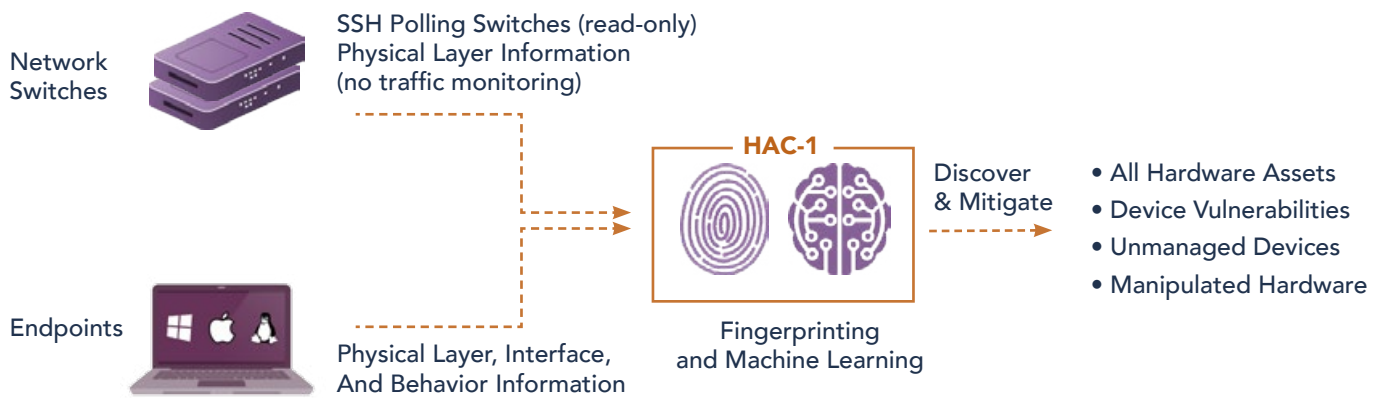 Network
Switches
SSH Polling Switches (read-only)
Physical Layer Information
(no traffic monitoring)
HAC-1
Discover
& Mitigate
• All Hardware Assets
• Device Vulnerabilities
• Unmanaged Devices
• Manipulated Hardware
Endpoints
Physical Layer, Interface,
And Behavior Information
Fingerprinting
and Machine Learning